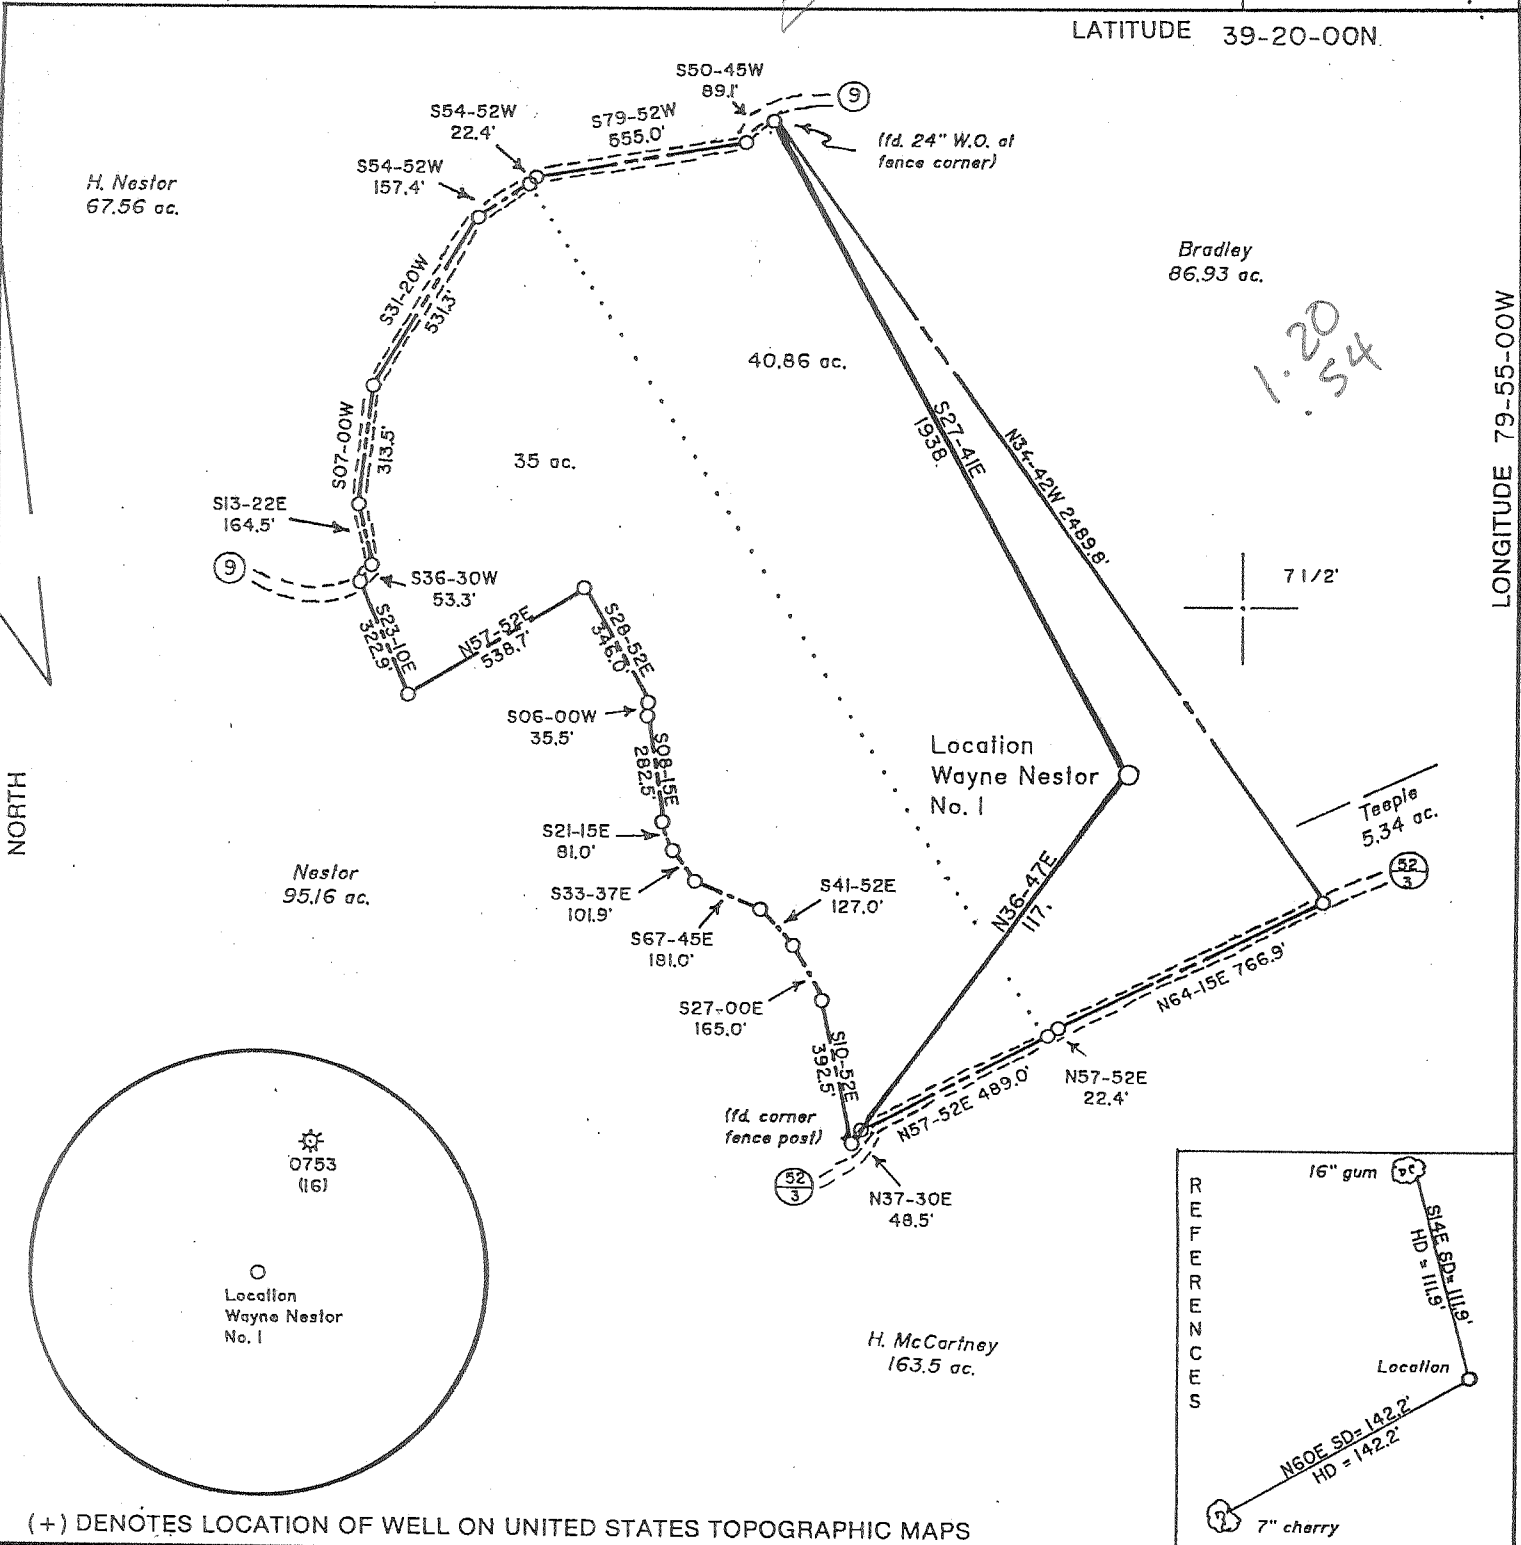 LATITUDE 39-20-00N.
S50-45W
89.1'
9
S54-52W
22.4'
S79-52W
555.0'
(fd. 24" W.O. at
fence corner)
S54-52W
157.4'
H. Nestor
67.56 ac.
Bradley
86.93 ac.
S31-20W
531.3'
1.20
.54
LONGITUDE 79-55-00W
40.86 ac.
S27-41E
1938.
N34-42W 2489.8'
S07-00W
313.5'
35 ac.
S13-22E
164.5'
9
S36-30W
53.3'
7 1/2'
S23-10E
322.9'
N57-52E
538.7'
S28-52E
346.0'
S06-00W
35.5'
S08-15E
282.5'
Location
Wayne Nestor
No. 1
NORTH
Teeple
5.34 ac.
S21-15E
81.0'
52
3
Nestor
95.16 ac.
S33-37E
101.9'
S41-52E
127.0'
N36-47E
117.
S67-45E
181.0'
N64-15E 766.9'
S27-00E
165.0'
S10-52E
392.5'
N57-52E
22.4'
N57-52E 489.0'
(fd. corner
fence post)
52
3
N37-30E
48.5'
0753
(16)
Location
Wayne Nestor
No. 1
H. McCartney
163.5 ac.
REFERENCES
16" gum
S14E SD= 111.9'
HD = 111.9'
Location
N60E SD= 142.2'
HD = 142.2'
7" cherry
(+) DENOTES LOCATION OF WELL ON UNITED STATES TOPOGRAPHIC MAPS